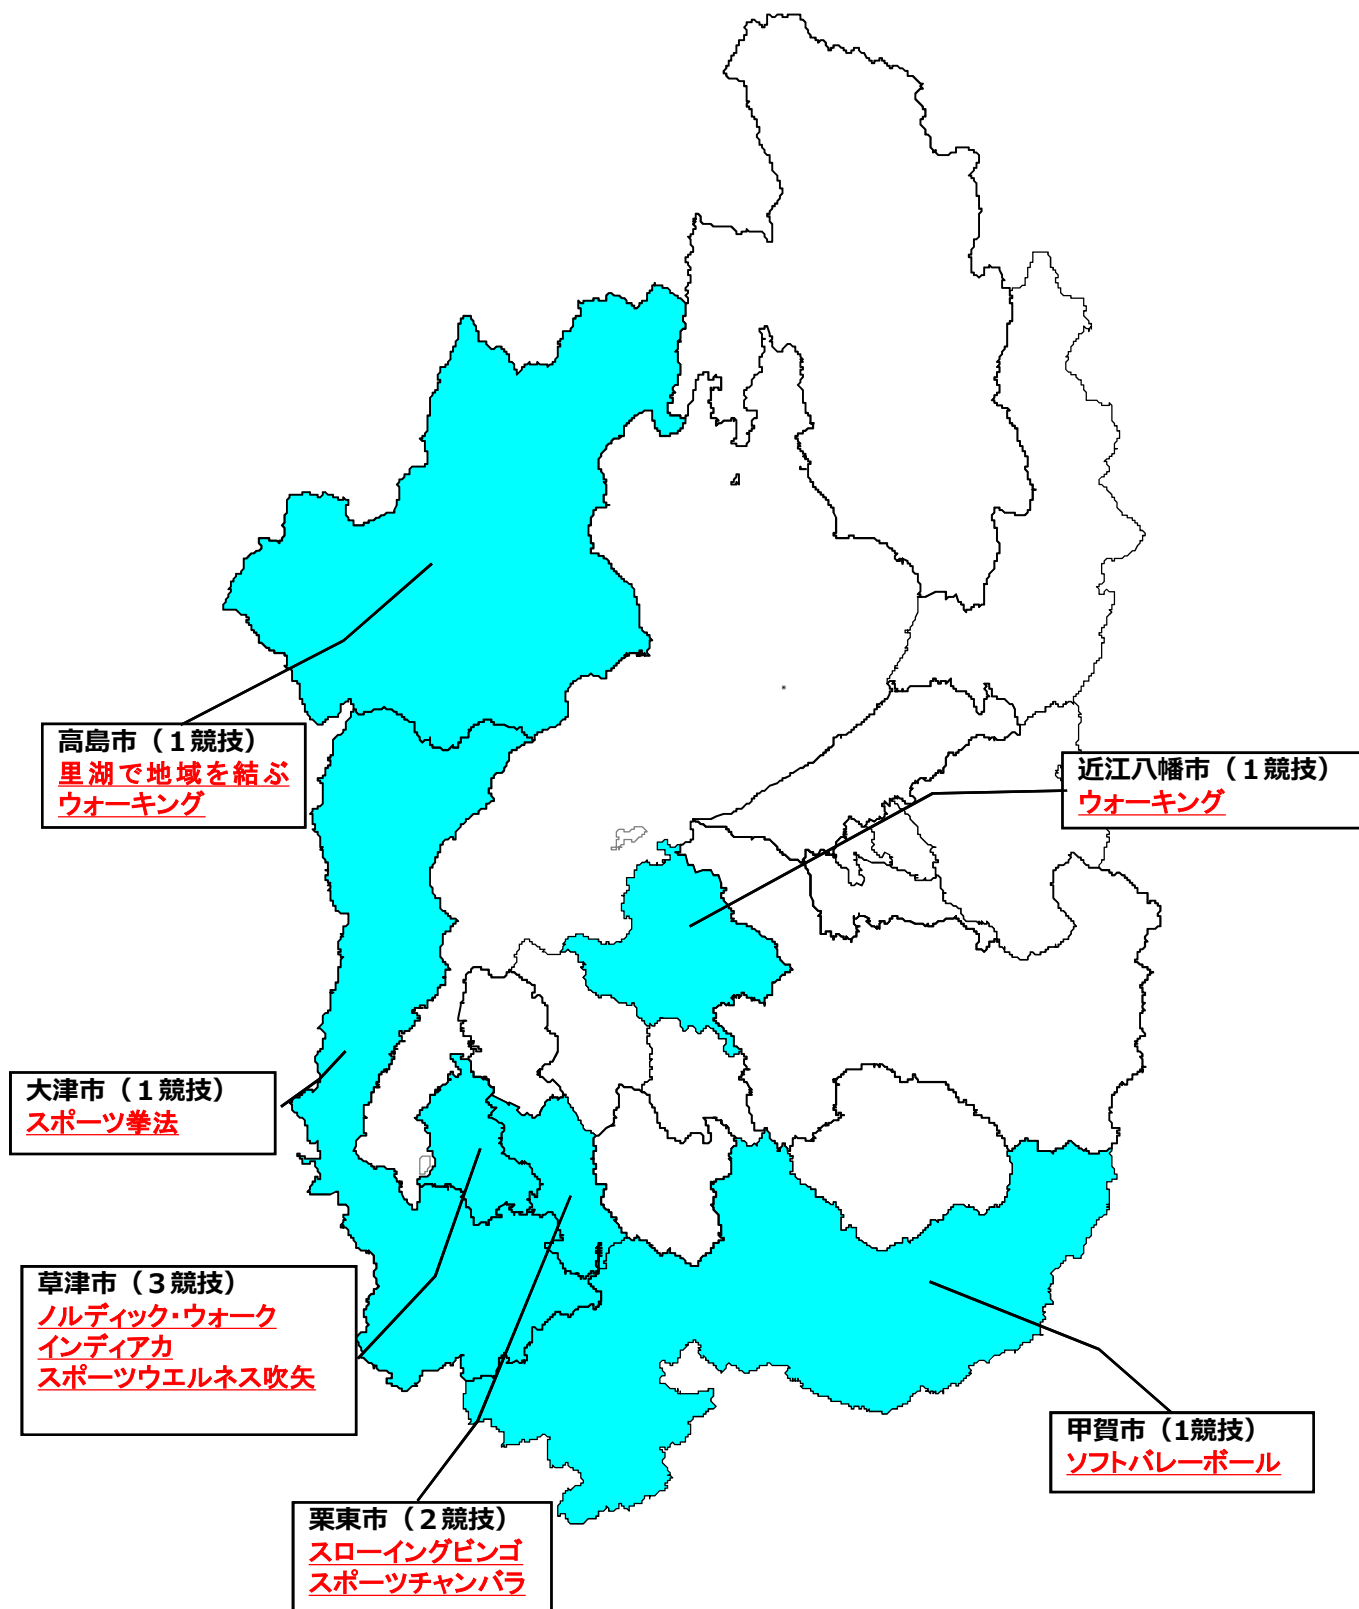 高島市（１競技）
里湖で地域を結ぶ
ウォーキング
近江八幡市（１競技）
ウォーキング
大津市（１競技）
スポーツ拳法
草津市（３競技）
ノルディック・ウォーク
インディアカ
スポーツウエルネス吹矢
甲賀市（1競技）
ソフトバレーボール
栗東市（２競技）
スローイングビンゴ
スポーツチャンバラ